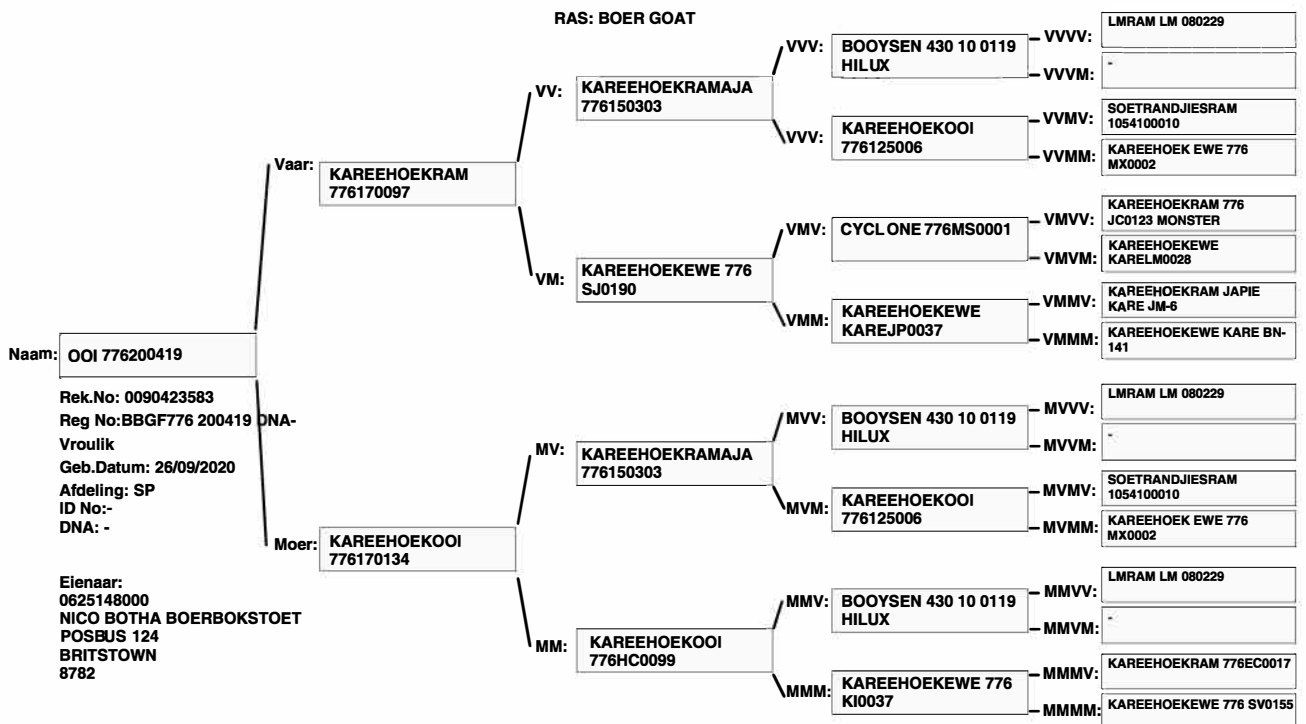 RAS: BOER GOAT
Naam: OOI 776200419
Rek.No: 0090423583
Reg No:BBGF776 200419 DNA-
Vroulik
Geb.Datum: 26/09/2020
Afdeling: SP
ID No:-
DNA: -
Eienaar:
0625148000
NICO BOTHA BOERBOKSTOET
POSBUS 124
BRITSTOWN
8782
Vaar: KAREEHOEKRAM
776170097
Moer: KAREEHOEKOOI
776170134
VV: KAREEHOEKRAMAJA
776150303
VM: KAREEHOEKEWE 776
SJ0190
MV: KAREEHOEKRAMAJA
776150303
MM: KAREEHOEKOOI
776HC0099
VVV: BOOYSEN 430 10 0119
HILUX
VVV: KAREEHOEKOOI
776125006
VMV: CYCLONE 776MS0001
VMM: KAREEHOEKEWE
KAREJP0037
MVV: BOOYSEN 430 10 0119
HILUX
MVM: KAREEHOEKOOI
776125006
MMV: BOOYSEN 430 10 0119
HILUX
MMM: KAREEHOEKEWE 776
KI0037
VVVV: LMRAM LM 080229
VVVM: -
VVMV: SOETRANDJIESRAM
1054100010
VVMM: KAREEHOEK EWE 776
MX0002
VMVV: KAREEHOEKRAM 776
JC0123 MONSTER
VMVM: KAREEHOEKEWE
KARELM0028
VMMV: KAREEHOEKRAM JAPIE
KARE JM-6
VMMM: KAREEHOEKEWE KARE BN-
141
MVVV: LMRAM LM 080229
MVVM: -
MVMV: SOETRANDJIESRAM
1054100010
MVMM: KAREEHOEK EWE 776
MX0002
MMVV: LMRAM LM 080229
MMVM: -
MMMV: KAREEHOEKRAM 776EC0017
MMMM: KAREEHOEKEWE 776 SV0155